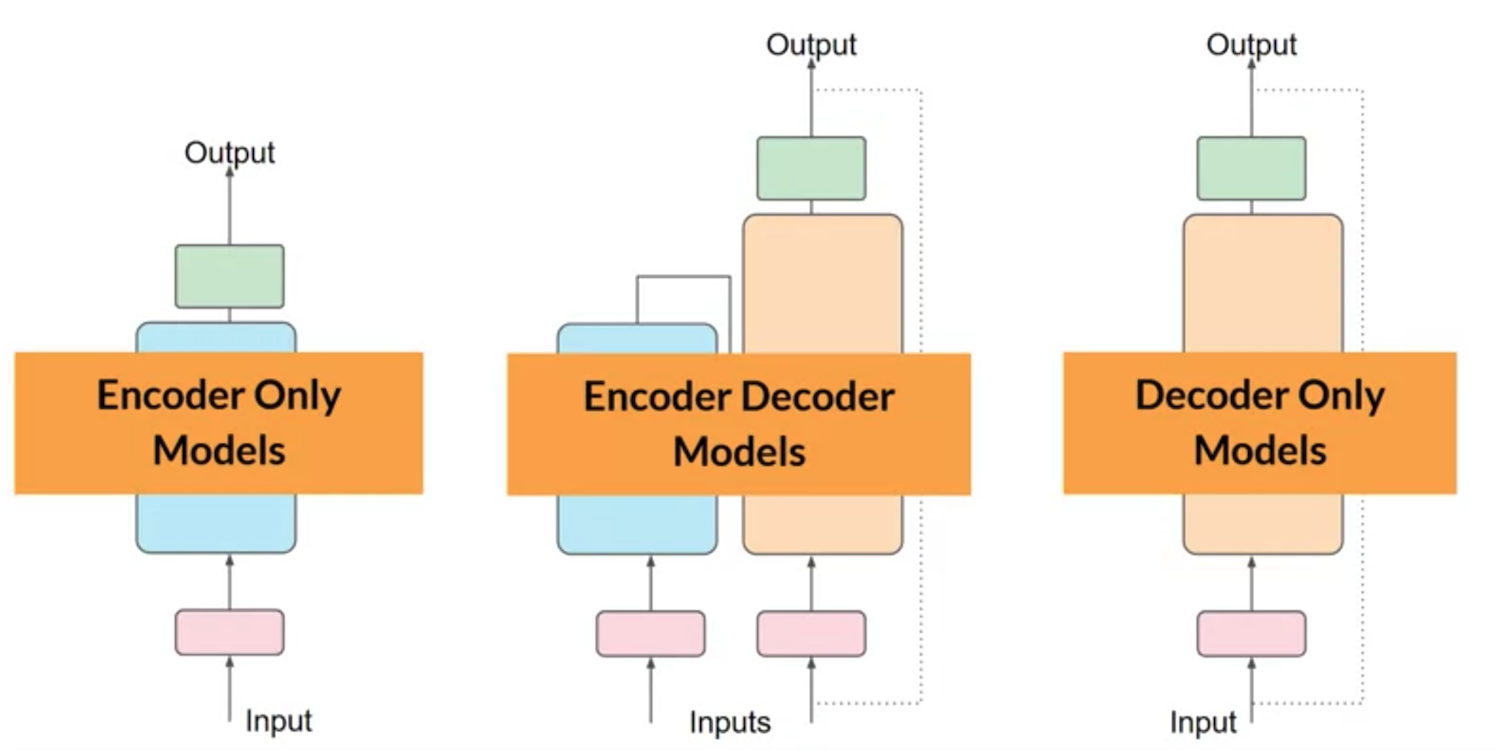 Output
Encoder Only
Models
Input
Output
Encoder Decoder
Models
Inputs
Output
Decoder Only
Models
Input